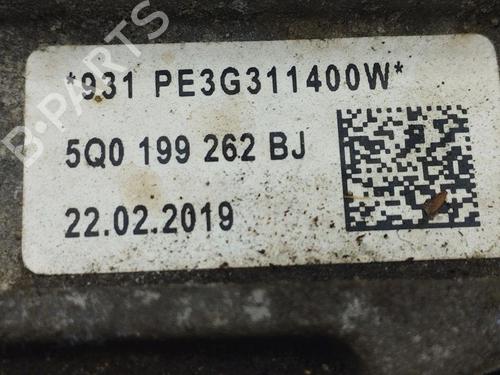 B-PARTS
*931 PE3G311400W*
5Q0 199 262 BJ
22.02.2019